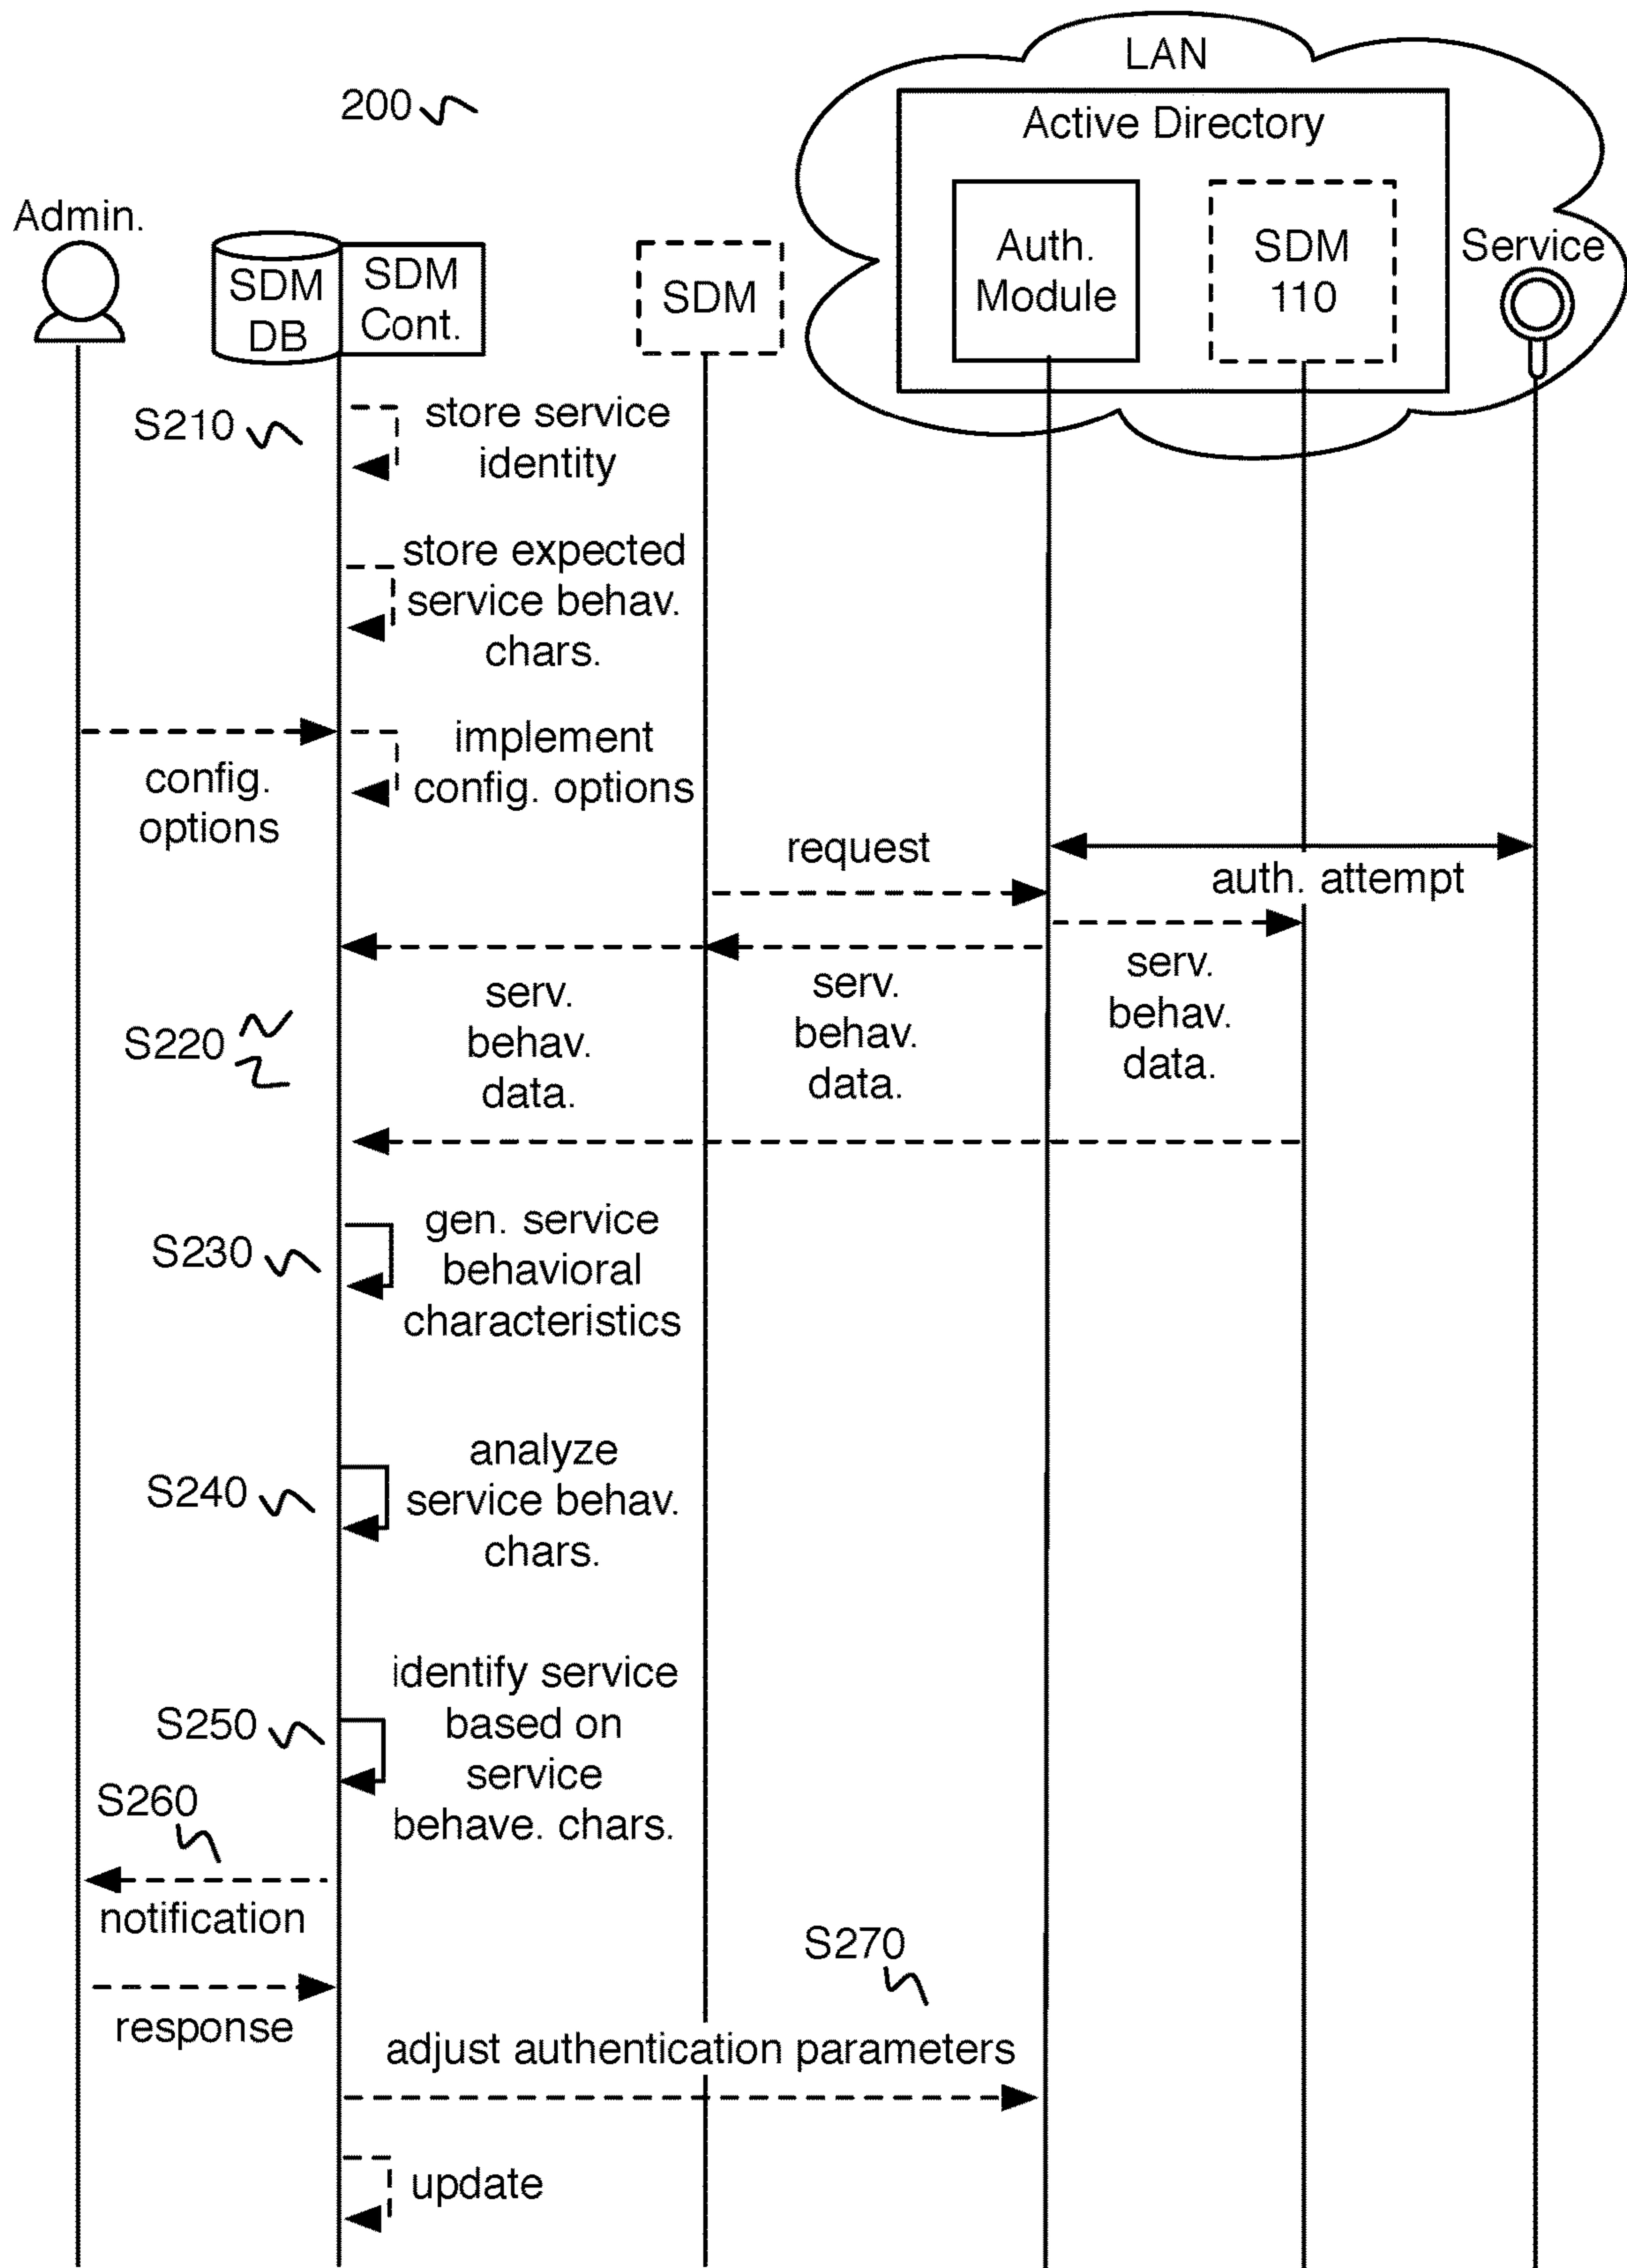 LAN
200
Active Directory
Admin.
SDM
DB
SDM
Cont.
SDM
Auth.
Module
SDM
110
Service
S210
store service
identity
store expected
service behav.
chars.
config.
options
implement
config. options
request
auth. attempt
S220
serv.
behav.
data.
serv.
behav.
data.
serv.
behav.
data.
S230
gen. service
behavioral
characteristics
S240
analyze
service behav.
chars.
S250
identify service
based on
service
behave. chars.
S260
notification
response
S270
adjust authentication parameters
update